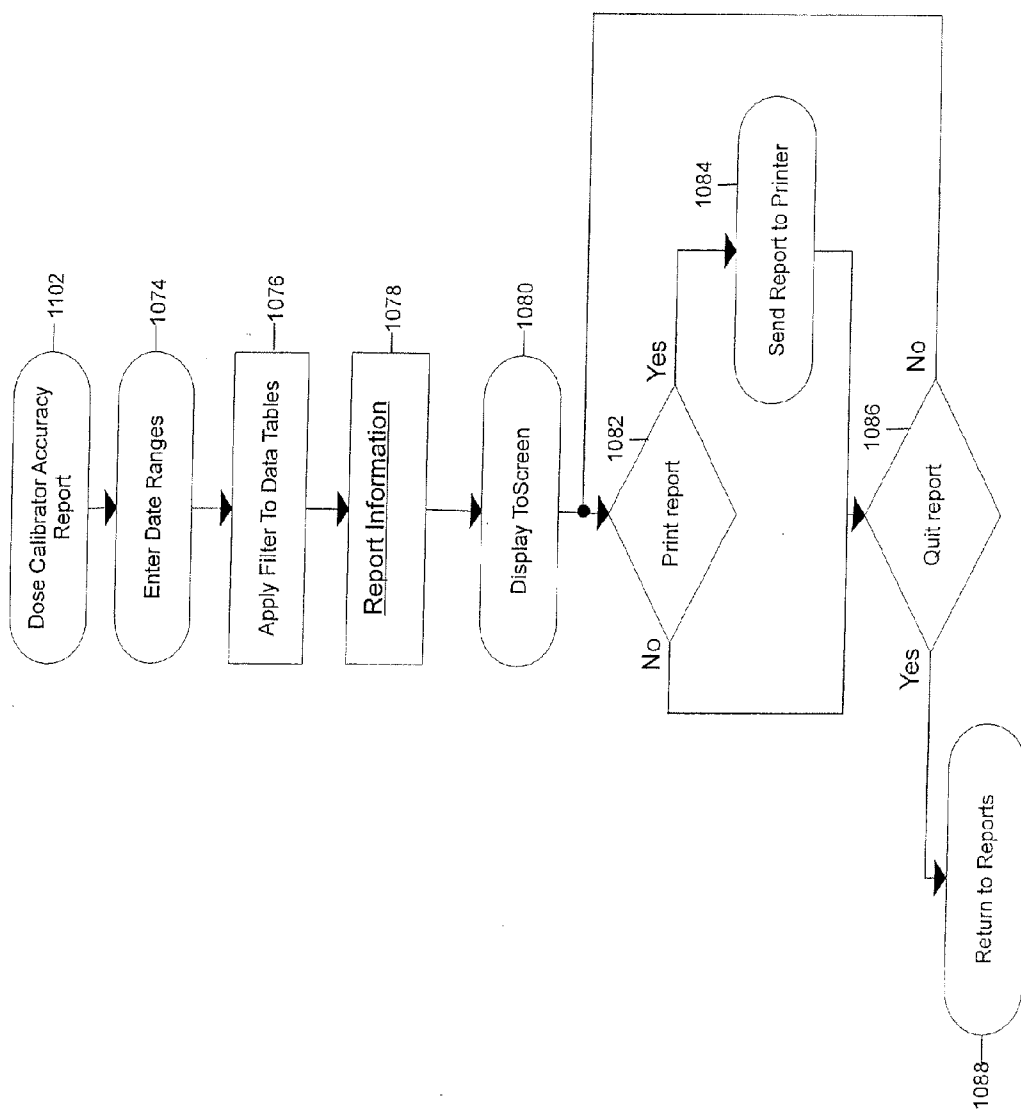 Dose Calibrator Accuracy
Report
1102
Enter Date Ranges
1074
Apply Filter To Data Tables
1076
Report Information
1078
Display ToScreen
1080
Print report
1082
Yes
No
Send Report to Printer
1084
Quit report
1086
No
Yes
Return to Reports
1088